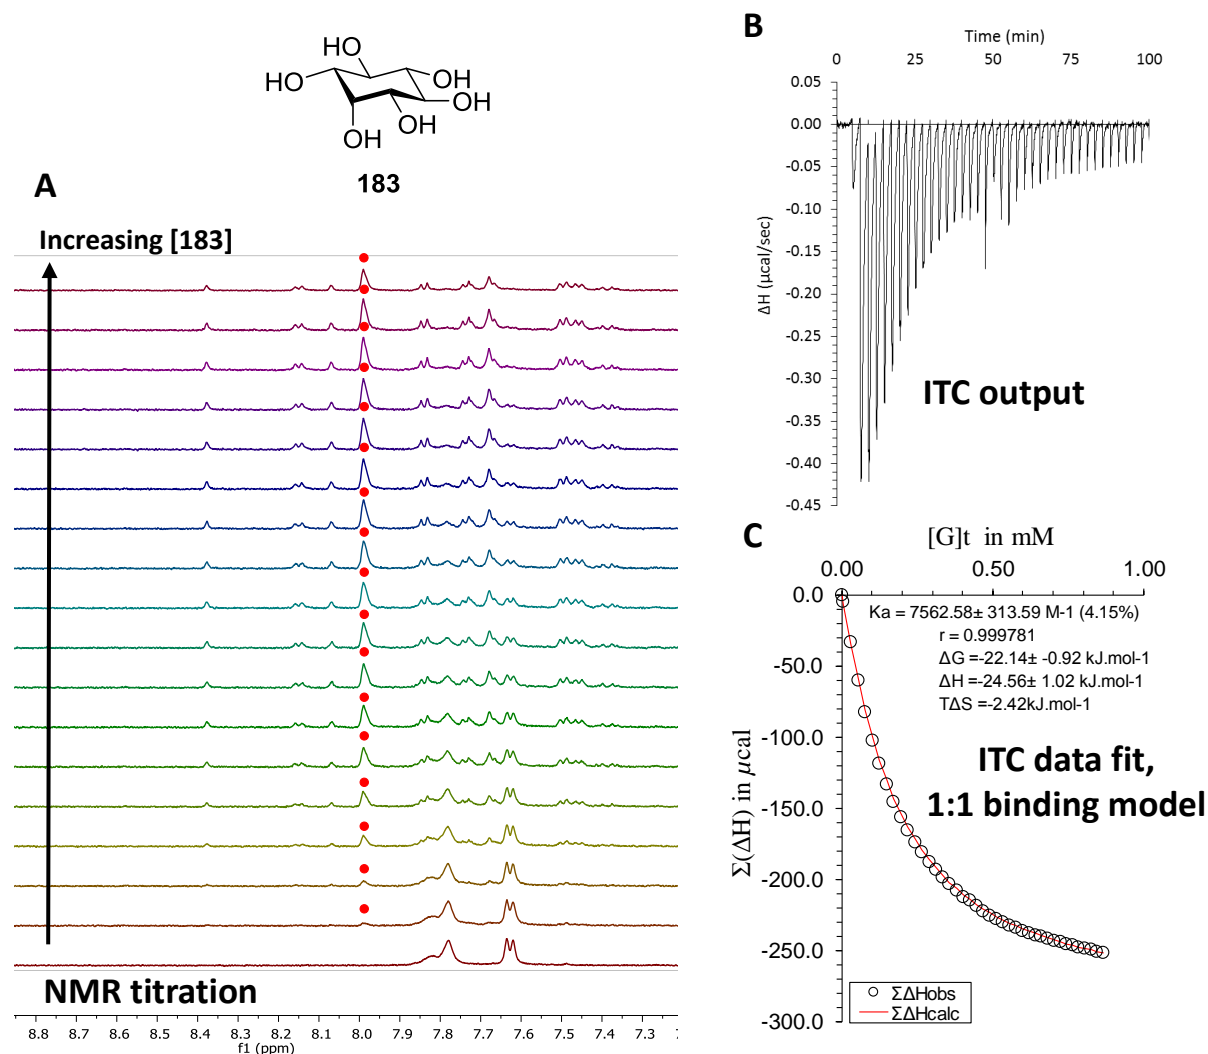 HO
HO
OH
OH
OH
OH
183
A
Increasing [183]
NMR titration
8.8 8.7 8.6 8.5 8.4 8.3 8.2 8.1 8.0 7.9 7.8 7.7 7.6 7.5 7.4 7.3
f1 (ppm)
B
Time (min)
0 25 50 75 100
0.05
0.00
-0.05
-0.10
-0.15
-0.20
-0.25
-0.30
-0.35
-0.40
-0.45
ΔH (µcal/sec)
ITC output
C
[G]t in mM
0.00 0.50 1.00
0.0
-50.0
-100.0
-150.0
-200.0
-250.0
-300.0
Σ(ΔH) in µcal
Ka = 7562.58± 313.59 M-1 (4.15%)
r = 0.999781
ΔG =-22.14± -0.92 kJ.mol-1
ΔH =-24.56± 1.02 kJ.mol-1
TΔS =-2.42kJ.mol-1
ITC data fit,
1:1 binding model
ΣΔHobs
ΣΔHcalc